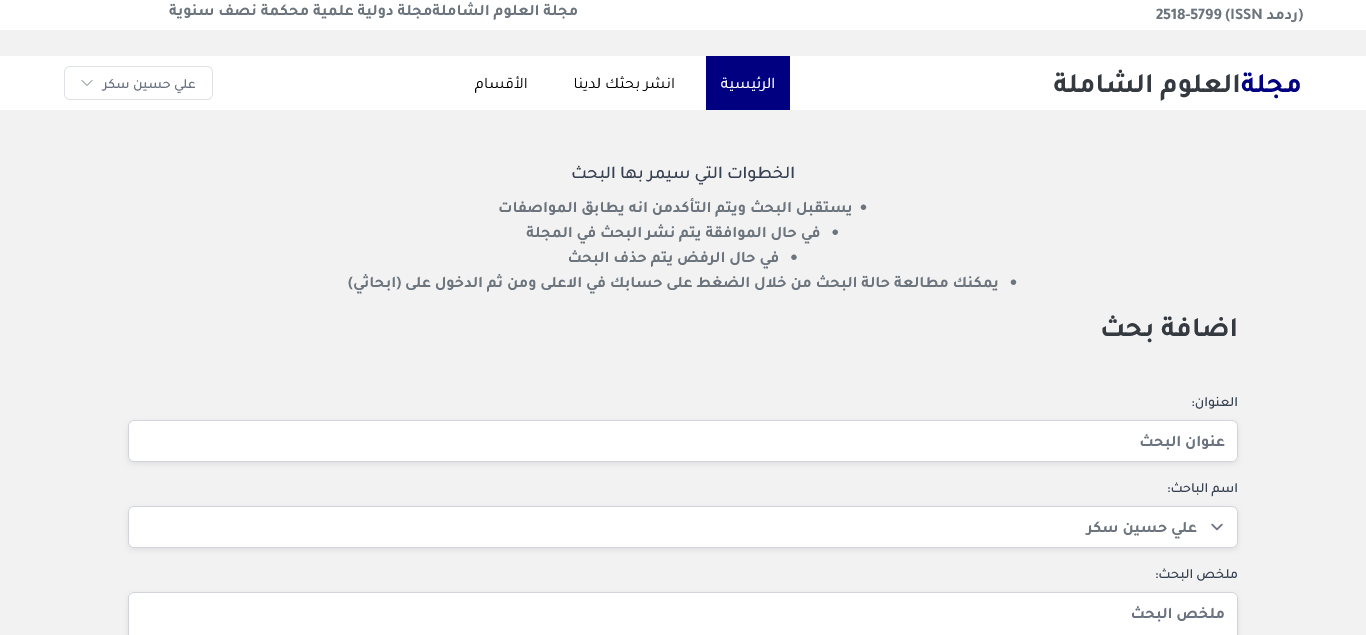 (ردمد ISSN) 2518-5799
مجلة العلوم الشاملةمجلة دولية علمية محكمة نصف سنوية
مجلةالعلوم الشاملة
الرئيسية
انشر بحثك لدينا
الأقسام
علي حسين سكر
الخطوات التي سيمر بها البحث
• يستقبل البحث ويتم التأكدمن انه يطابق المواصفات
• في حال الموافقة يتم نشر البحث في المجلة
• في حال الرفض يتم حذف البحث
• يمكنك مطالعة حالة البحث من خلال الضغط على حسابك في الاعلى ومن ثم الدخول على (ابحاثي)
اضافة بحث
العنوان:
عنوان البحث
اسم الباحث:
علي حسين سكر
ملخص البحث:
ملخص البحث